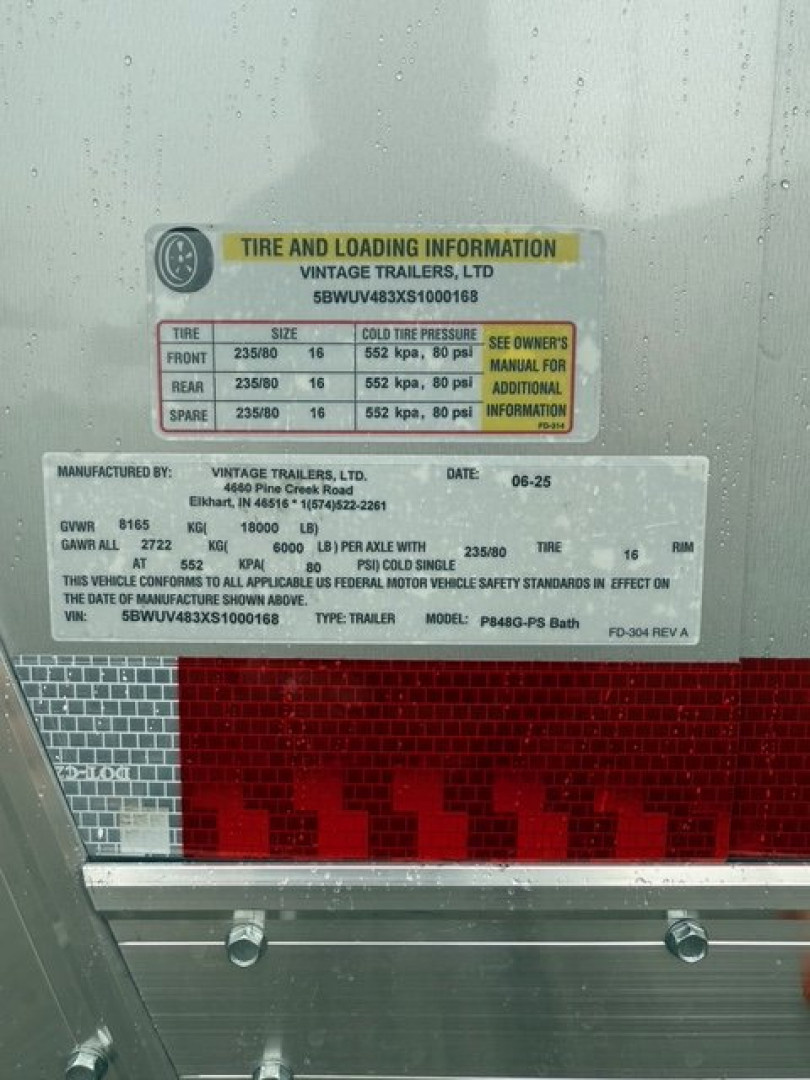 TIRE AND LOADING INFORMATION
VINTAGE TRAILERS, LTD
5BWUV483XS1000168
TIRE SIZE COLD TIRE PRESSURE
FRONT 235/80 16 552 kpa, 80 psi
REAR 235/80 16 552 kpa, 80 psi
SPARE 235/80 16 552 kpa, 80 psi
SEE OWNER'S
MANUAL FOR
ADDITIONAL
INFORMATION
FD-314
MANUFACTURED BY: VINTAGE TRAILERS, LTD. DATE: 06-25
4660 Pine Creek Road
Elkhart, IN 46516 * 1(574)522-2261
GVWR 8165 KG( 18000 LB)
GAWR ALL 2722 KG( 6000 LB) PER AXLE WITH 235/80 TIRE 16 RIM
AT 552 KPA( 80 PSI) COLD SINGLE
THIS VEHICLE CONFORMS TO ALL APPLICABLE US FEDERAL MOTOR VEHICLE SAFETY STANDARDS IN EFFECT ON
THE DATE OF MANUFACTURE SHOWN ABOVE.
VIN: 5BWUV483XS1000168 TYPE: TRAILER MODEL: P848G-PS Bath
FD-304 REV A
DOT-C2